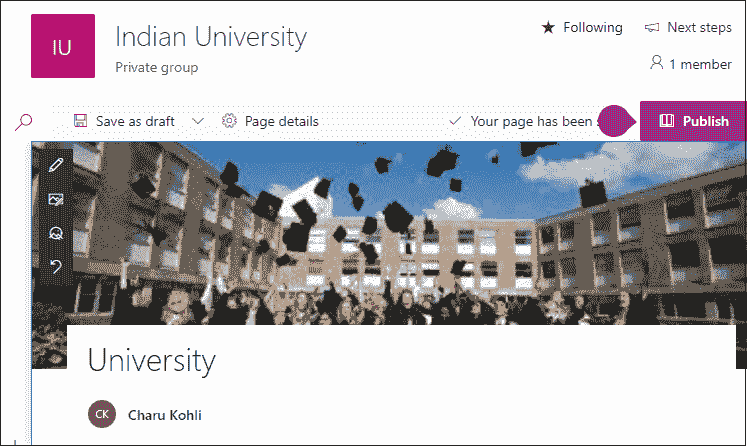 IU
Indian University
Private group
Following
Next steps
1 member
Save as draft
Page details
Your page has been
Publish
University
CK
Charu Kohli